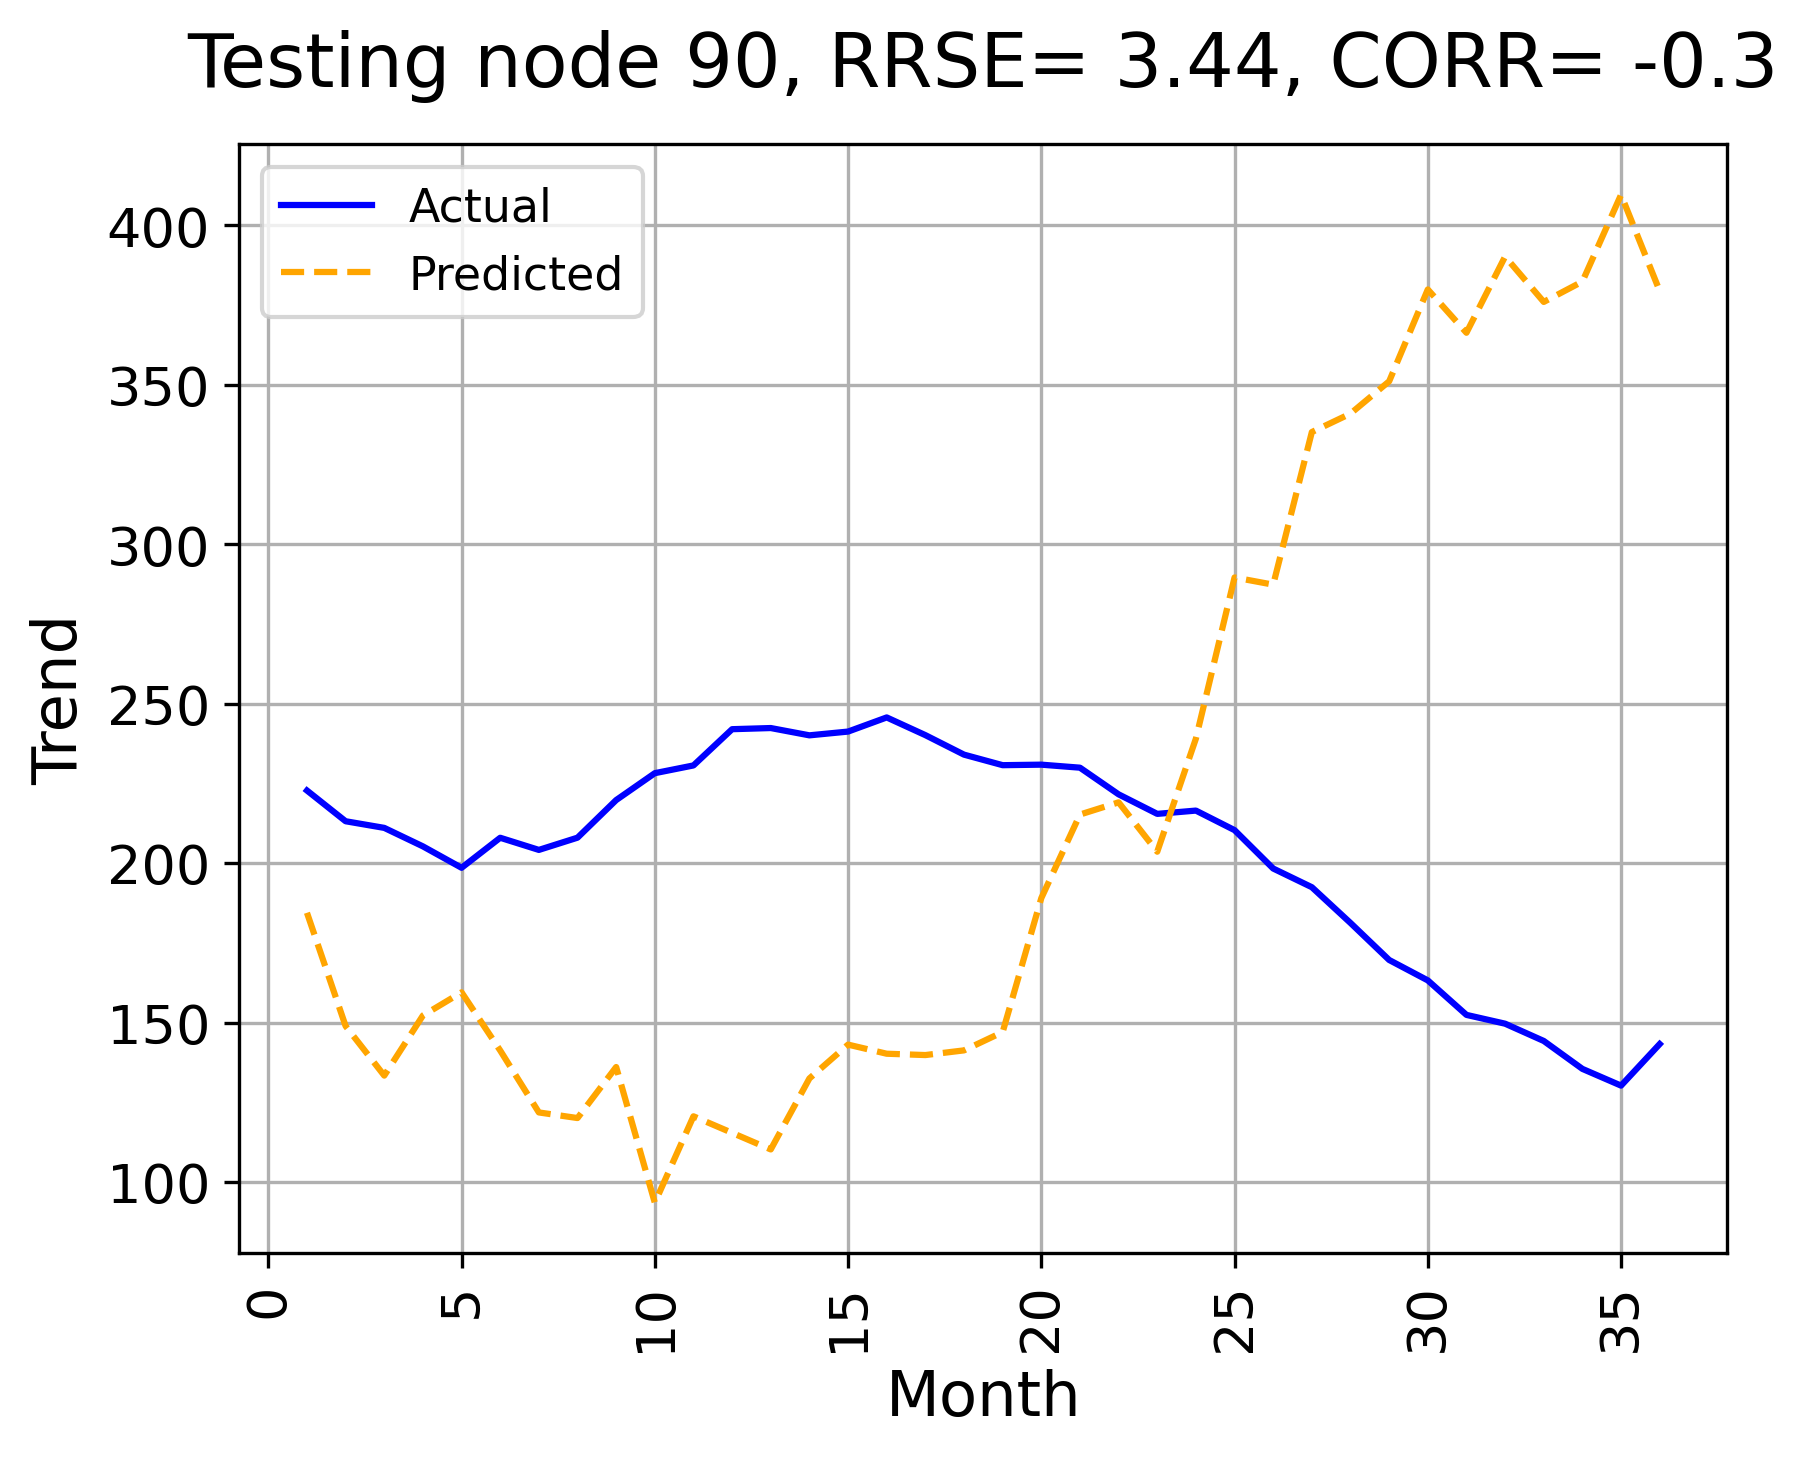 Testing node 90, RRSE= 3.44, CORR= -0.3
Actual
Predicted
400
350
300
250
200
150
100
Trend
0 5 10 15 20 25 30 35
Month